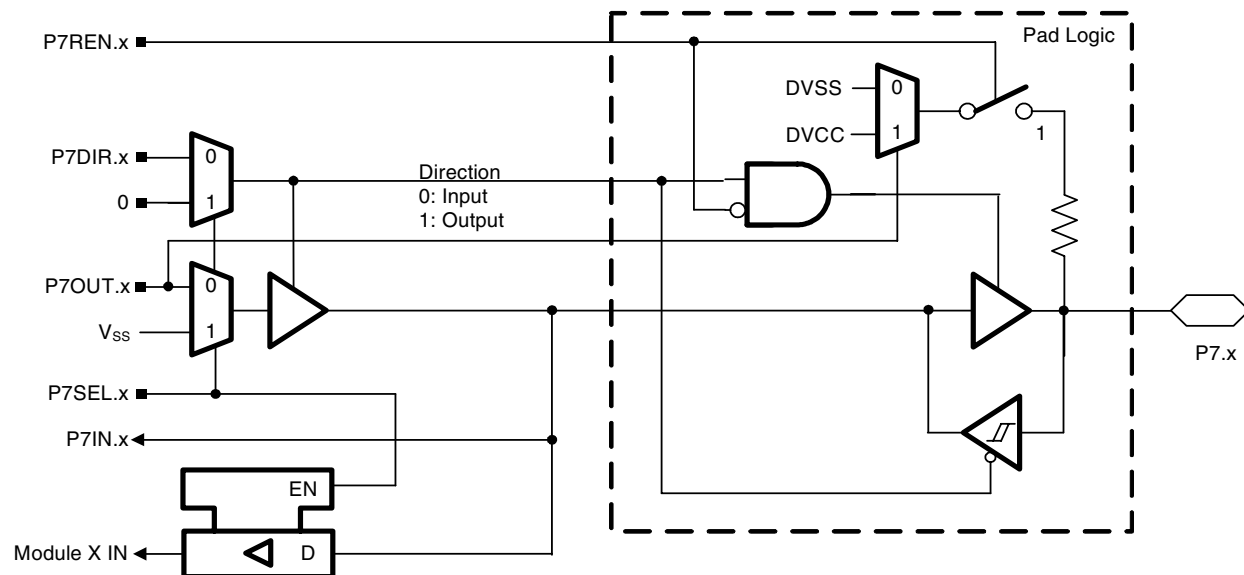 P7REN.x
Pad Logic
DVSS
0
DVCC
1
1
P7DIR.x
0
0
1
Direction
0: Input
1: Output
P7OUT.x
0
VSS
1
P7.x
P7SEL.x
P7IN.x
EN
Module X IN
D